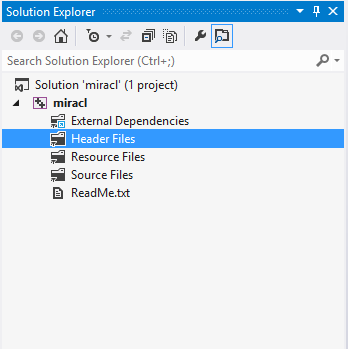 Solution Explorer
Search Solution Explorer (Ctrl+;)
Solution 'miracl' (1 project)
miracl
External Dependencies
Header Files
Resource Files
Source Files
ReadMe.txt